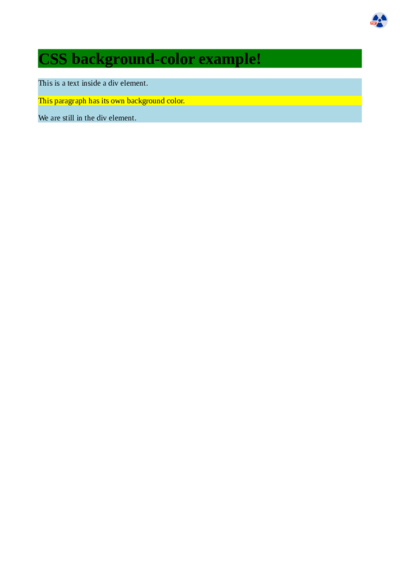 CSS background-color example!
This is a text inside a div element.
This paragraph has its own background color.
We are still in the div element.